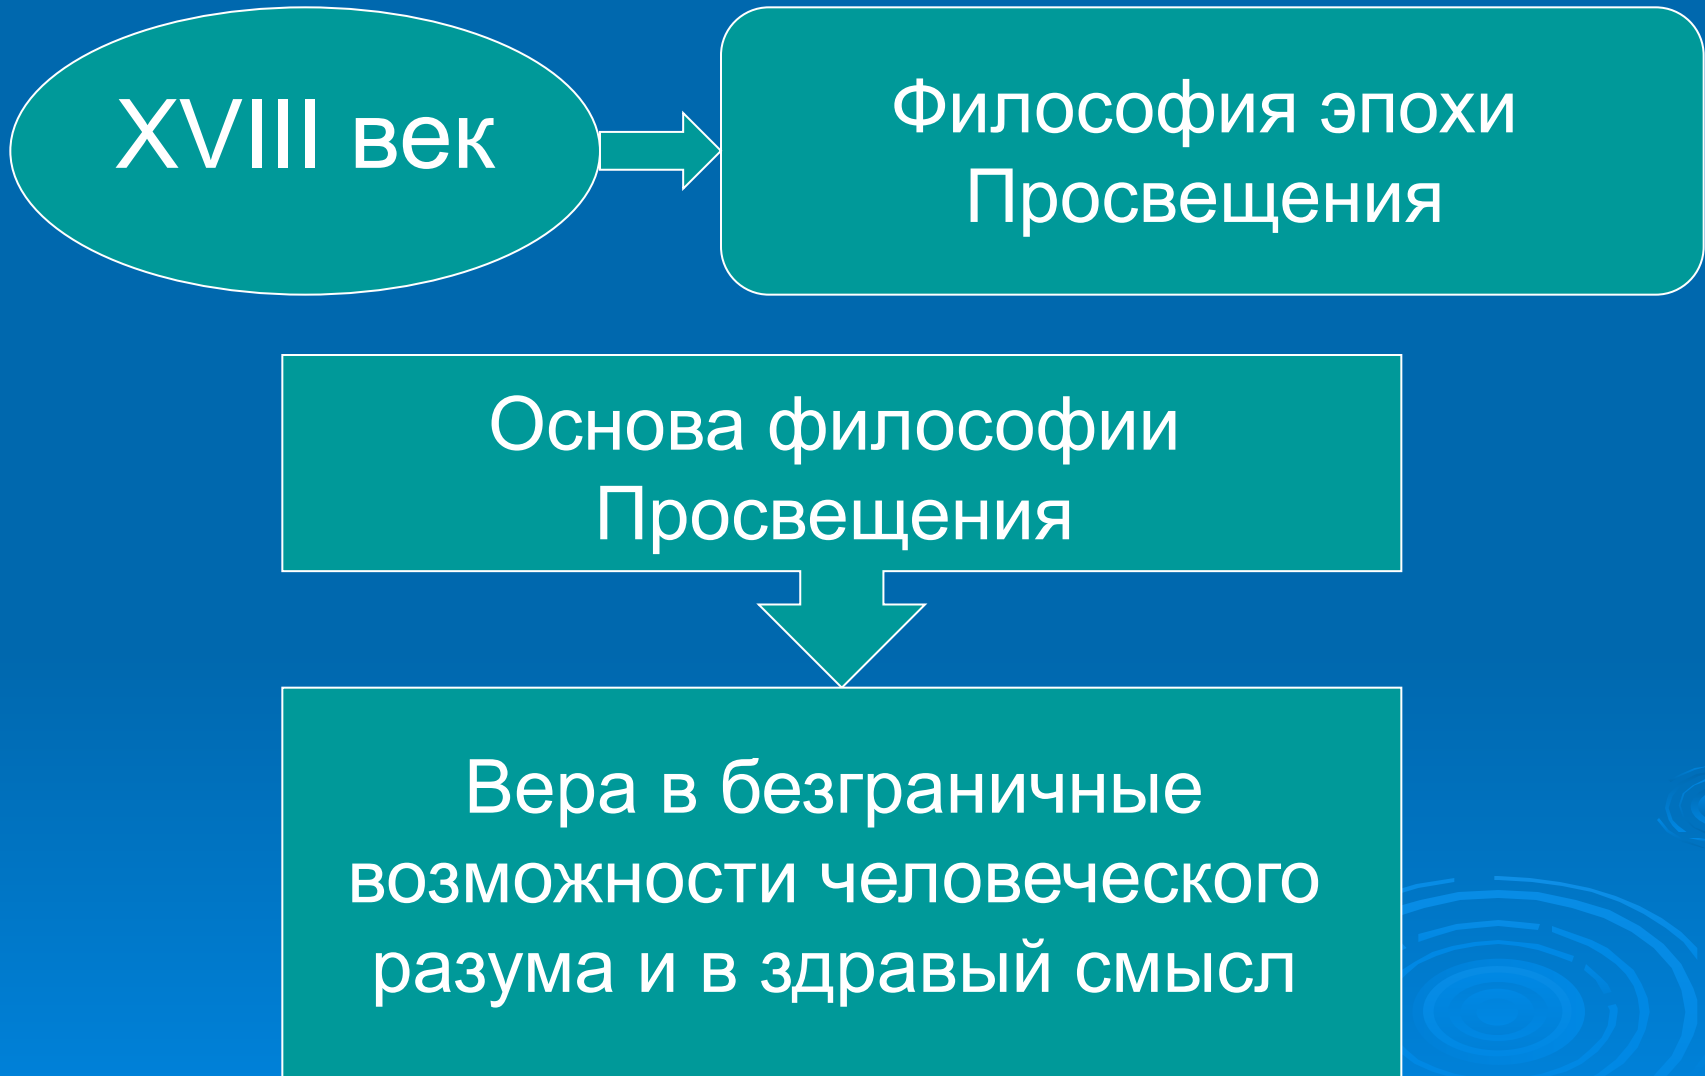 XVIII век
Философия эпохи
Просвещения
Основа философии
Просвещения
Вера в безграничные
возможности человеческого
разума и в здравый смысл